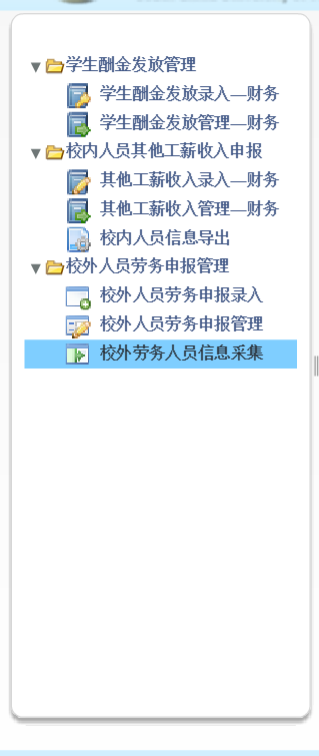 学生酬金发放管理
学生酬金发放录入—财务
学生酬金发放管理—财务
校内人员其他工薪收入申报
其他工薪收入录入—财务
其他工薪收入管理—财务
校内人员信息导出
校外人员劳务申报管理
校外人员劳务申报录入
校外人员劳务申报管理
校外劳务人员信息采集